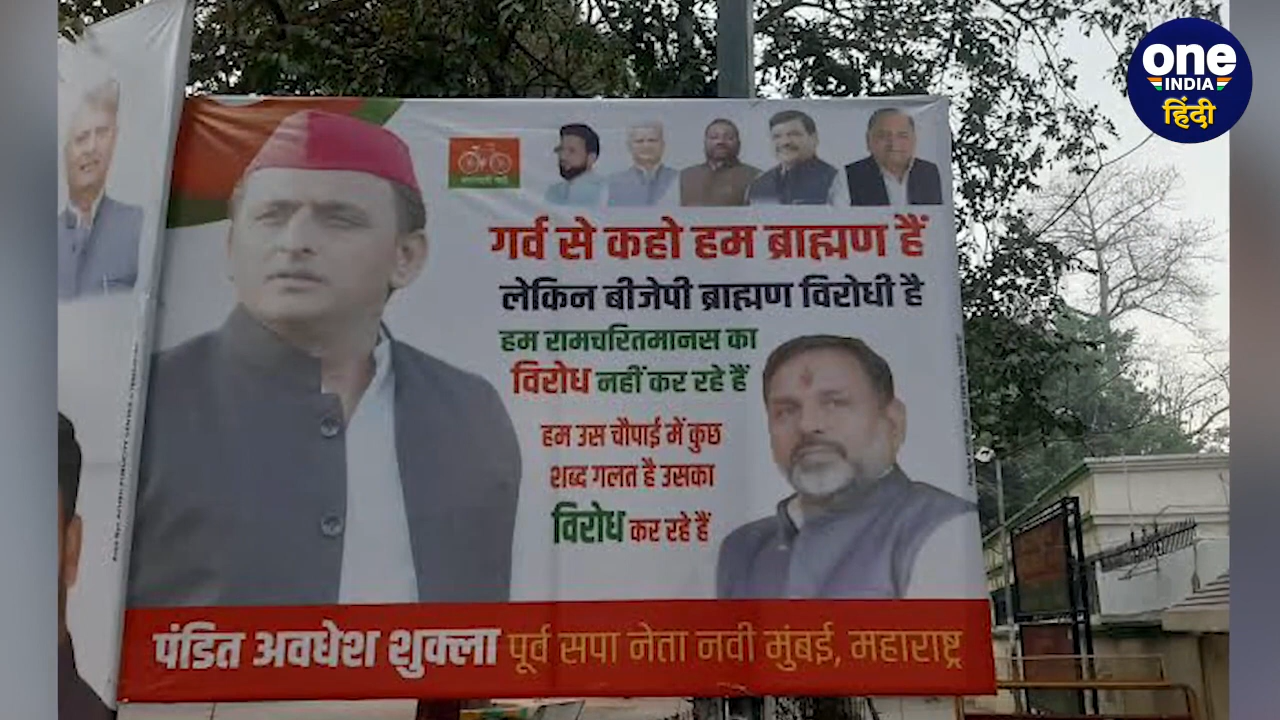 one
INDIA
हिंदी
गर्व से कहो हम ब्राह्मण हैं
लेकिन बीजेपी ब्राह्मण विरोधी है
हम रामचरितमानस का
विरोध नहीं कर रहे हैं
हम उस चौपाई में कुछ
शब्द गलत है उसका
विरोध कर रहे हैं
पंडित अवधेश शुक्ला पूर्व सपा नेता नवी मुंबई, महाराष्ट्र